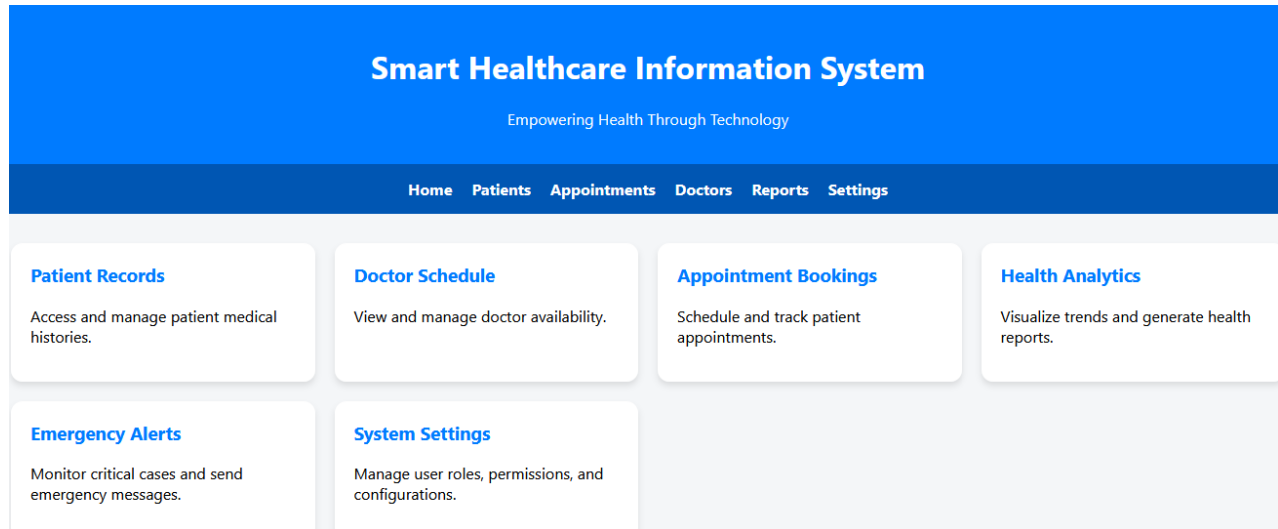 Smart Healthcare Information System
Empowering Health Through Technology
Home Patients Appointments Doctors Reports Settings
Patient Records
Access and manage patient medical
histories.
Doctor Schedule
View and manage doctor availability.
Appointment Bookings
Schedule and track patient
appointments.
Health Analytics
Visualize trends and generate health
reports.
Emergency Alerts
Monitor critical cases and send
emergency messages.
System Settings
Manage user roles, permissions, and
configurations.